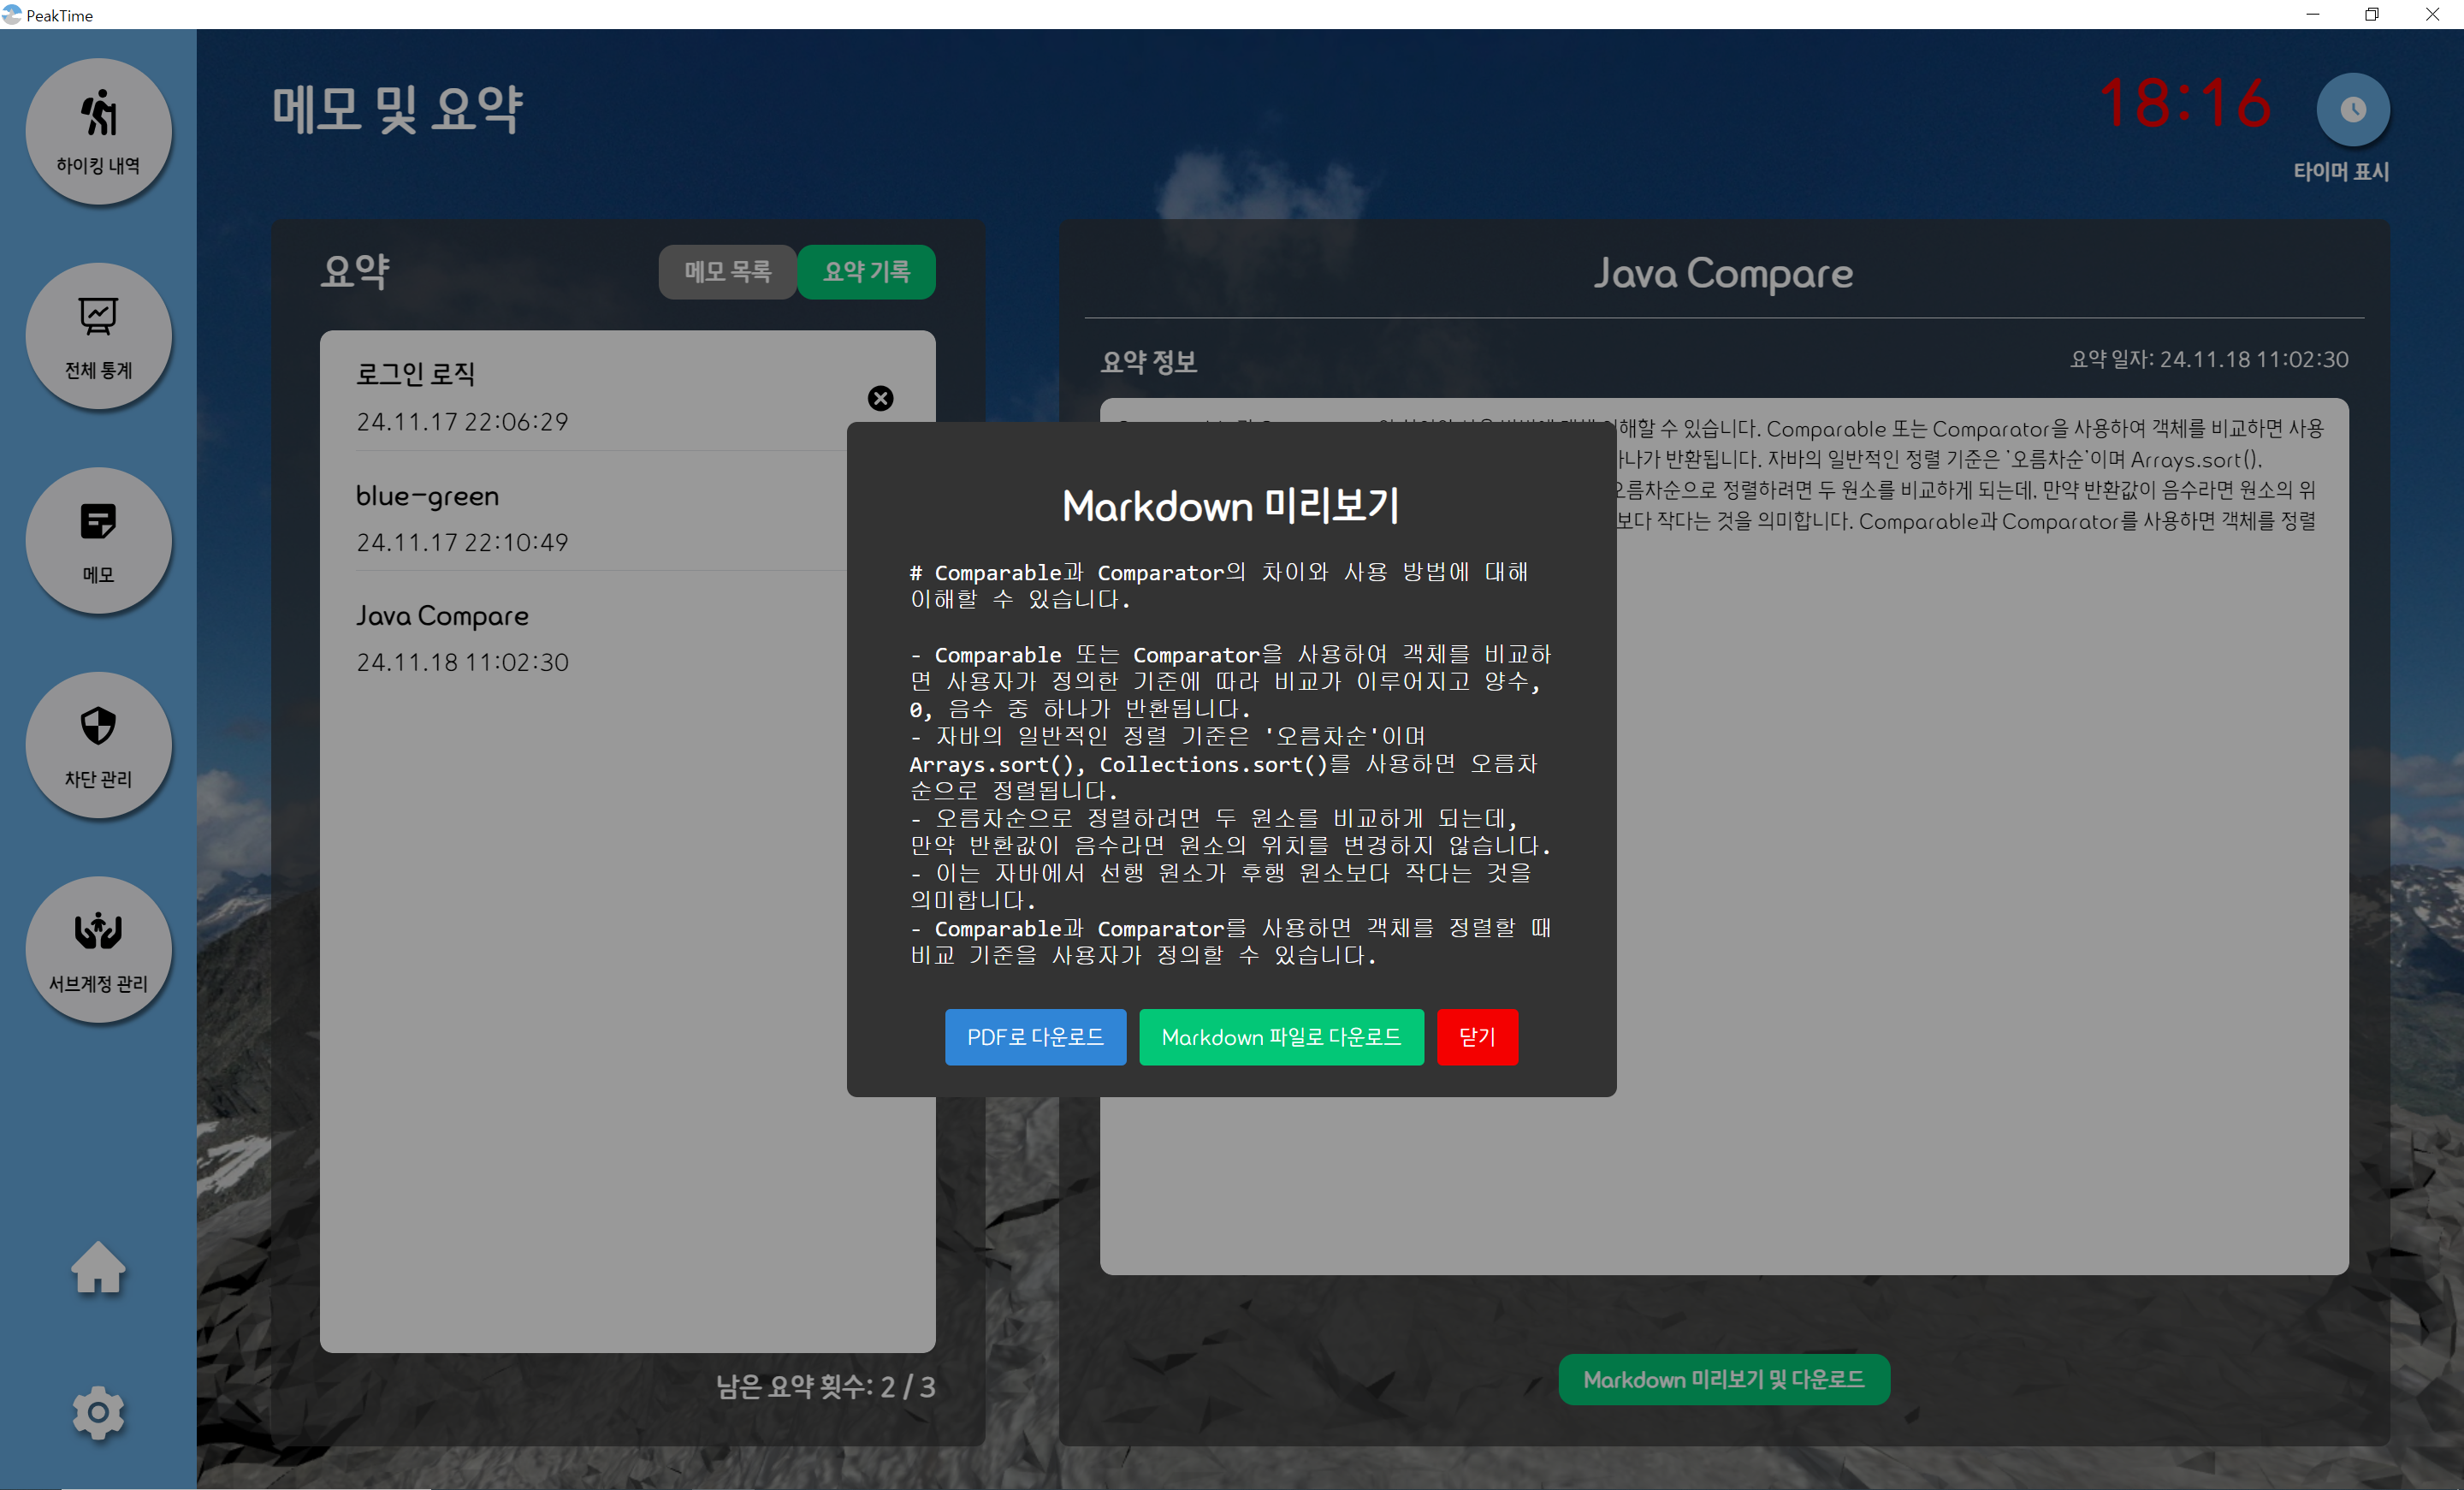 PeakTime
하이킹 내역
전체 통계
메모
차단 관리
서브계정 관리
메모 및 요약
18:16
타이머 표시
요약
메모 목록
요약 기록
로그인 로직
24.11.17 22:06:29
blue-green
24.11.17 22:10:49
Java Compare
24.11.18 11:02:30
남은 요약 횟수: 2 / 3
Java Compare
요약 정보
요약 일자: 24.11.18 11:02:30
해할 수 있습니다. Comparable 또는 Comparator을 사용하여 객체를 비교하면 사용
나가 반환됩니다. 자바의 일반적인 정렬 기준은 '오름차순'이며 Arrays.sort(),
오름차순으로 정렬하려면 두 원소를 비교하게 되는데, 만약 반환값이 음수라면 원소의 위
보다 작다는 것을 의미합니다. Comparable과 Comparator를 사용하면 객체를 정렬
Markdown 미리보기
# Comparable과 Comparator의 차이와 사용 방법에 대해
이해할 수 있습니다.
- Comparable 또는 Comparator을 사용하여 객체를 비교하
면 사용자가 정의한 기준에 따라 비교가 이루어지고 양수,
0, 음수 중 하나가 반환됩니다.
- 자바의 일반적인 정렬 기준은 '오름차순'이며
Arrays.sort(), Collections.sort()를 사용하면 오름차
순으로 정렬됩니다.
- 오름차순으로 정렬하려면 두 원소를 비교하게 되는데,
만약 반환값이 음수라면 원소의 위치를 변경하지 않습니다.
- 이는 자바에서 선행 원소가 후행 원소보다 작다는 것을
의미합니다.
- Comparable과 Comparator를 사용하면 객체를 정렬할 때
비교 기준을 사용자가 정의할 수 있습니다.
PDF로 다운로드
Markdown 파일로 다운로드
닫기
Markdown 미리보기 및 다운로드